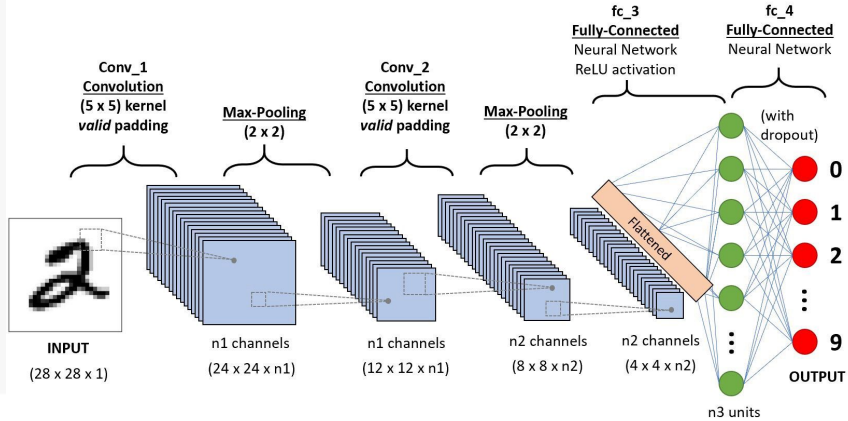 Conv_1
Convolution
(5 x 5) kernel
valid padding
Max-Pooling
(2 x 2)
Conv_2
Convolution
(5 x 5) kernel
valid padding
Max-Pooling
(2 x 2)
fc_3
Fully-Connected
Neural Network
ReLU activation
fc_4
Fully-Connected
Neural Network
(with
dropout)
2
Flattened
0
1
2
9
INPUT
(28 x 28 x 1)
n1 channels
(24 x 24 x n1)
n1 channels
(12 x 12 x n1)
n2 channels
(8 x 8 x n2)
n2 channels
(4 x 4 x n2)
OUTPUT
n3 units